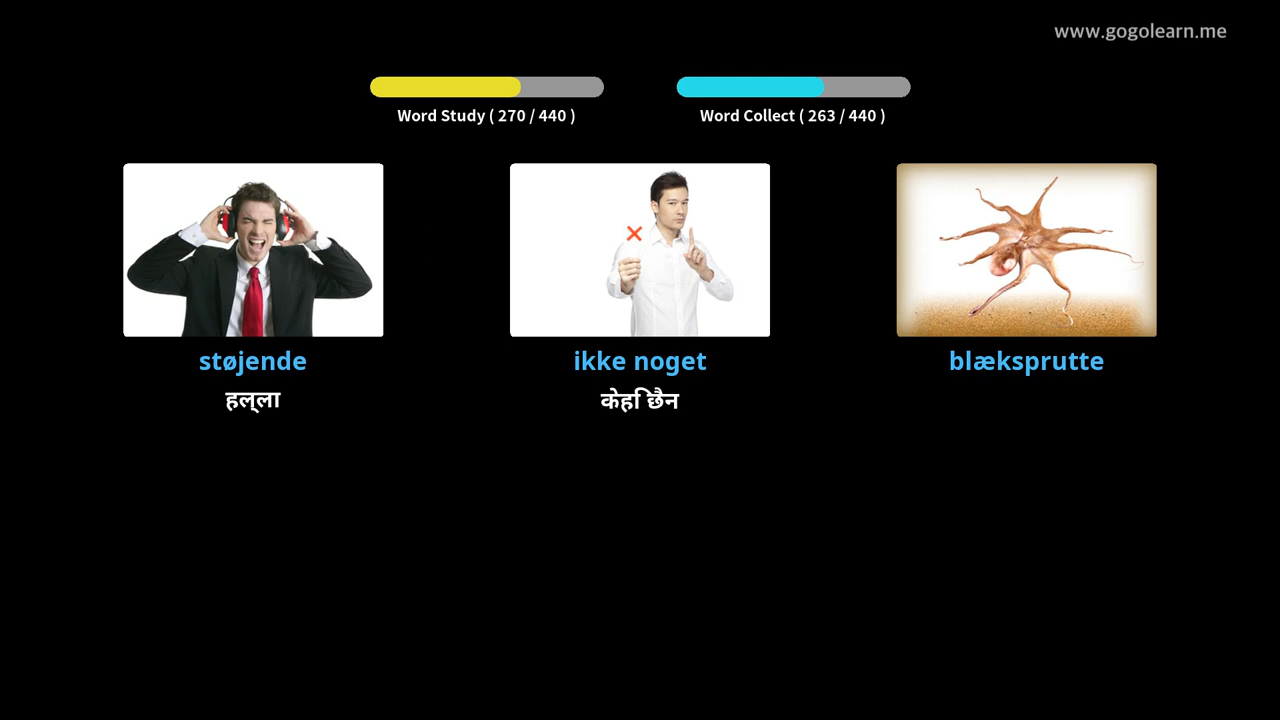 www.gogolearn.me
Word Study ( 270 / 440 )
Word Collect ( 263 / 440 )
støjende
ikke noget
blæksprutte
हल्ला
केहि छैन